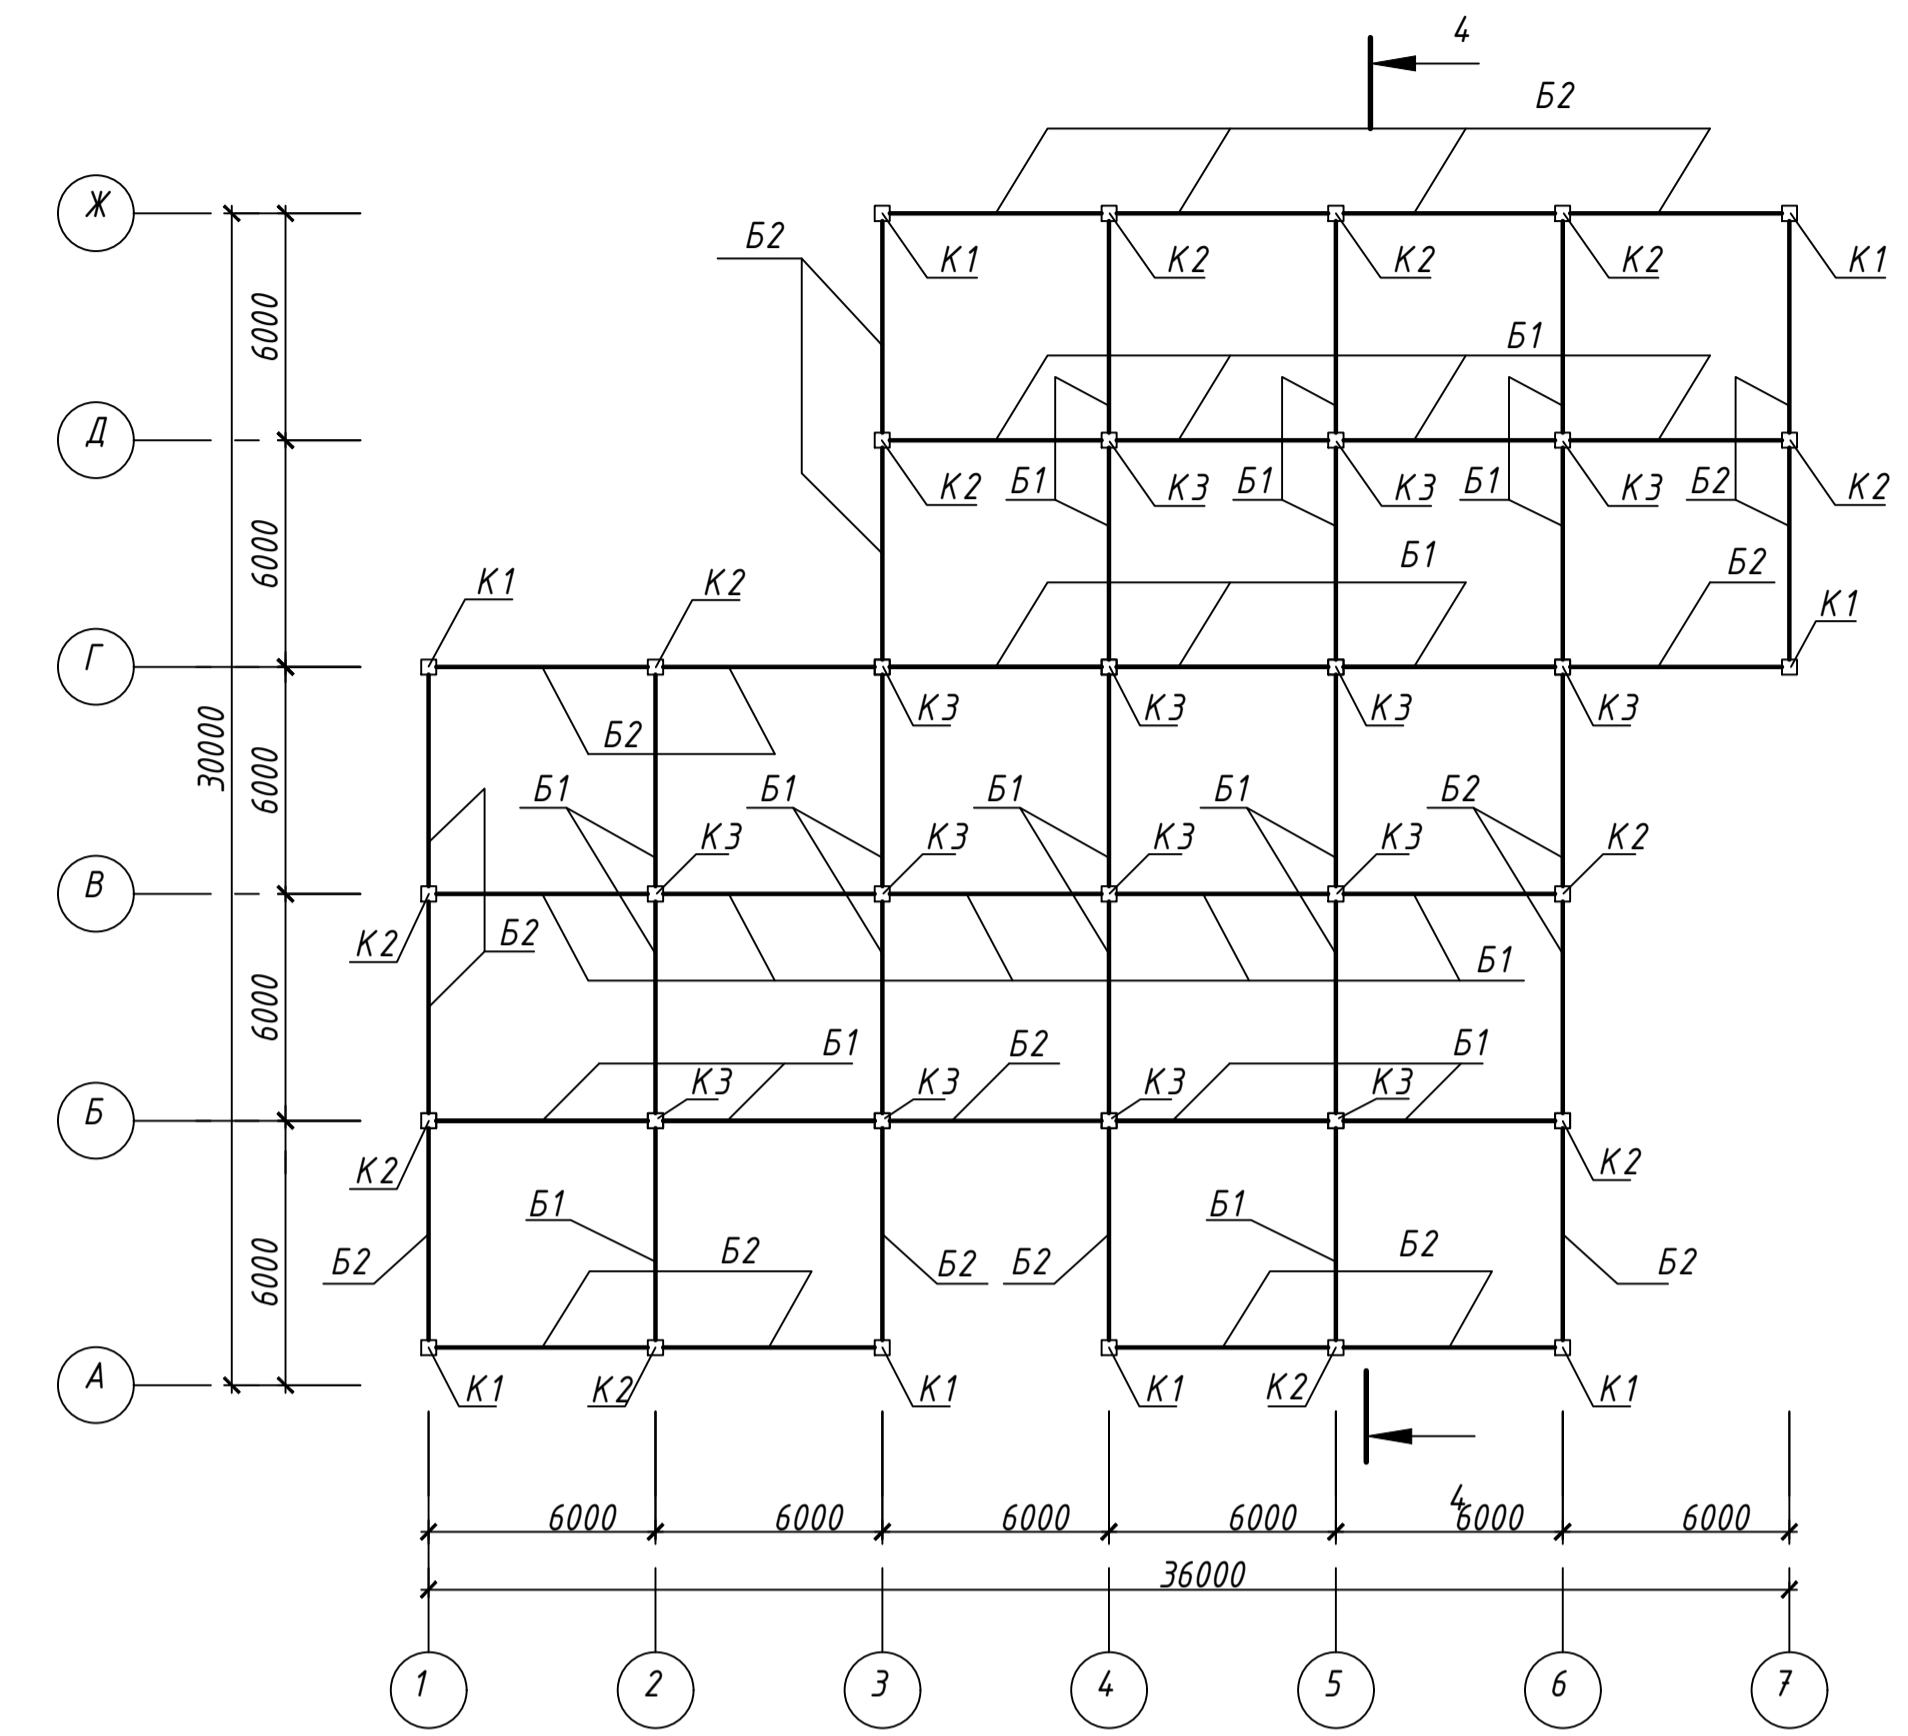 4
Б2
Ж
Б2
К1 К2 К2 К2 К1
6000
Б1
Д
К2 Б1 К3 Б1 К3 Б1 К3 Б2 К2
6000
Б1 Б2
К1 К2 К1
Г
К3 К3 К3 К3
Б2
30000
6000
Б1 Б1 Б1 Б1 Б2
К3 К3 К3 К3 К2
В
К2 Б2 Б1
6000
Б1 Б2 Б1
К3 К3 К3 К3
Б
К2 К2
Б1 Б1
Б2 Б2 Б2 Б2 Б2 Б2
6000
А
К1 К2 К1 К1 К2 К1
4
6000 6000 6000 6000 6000 6000
36000
1 2 3 4 5 6 7